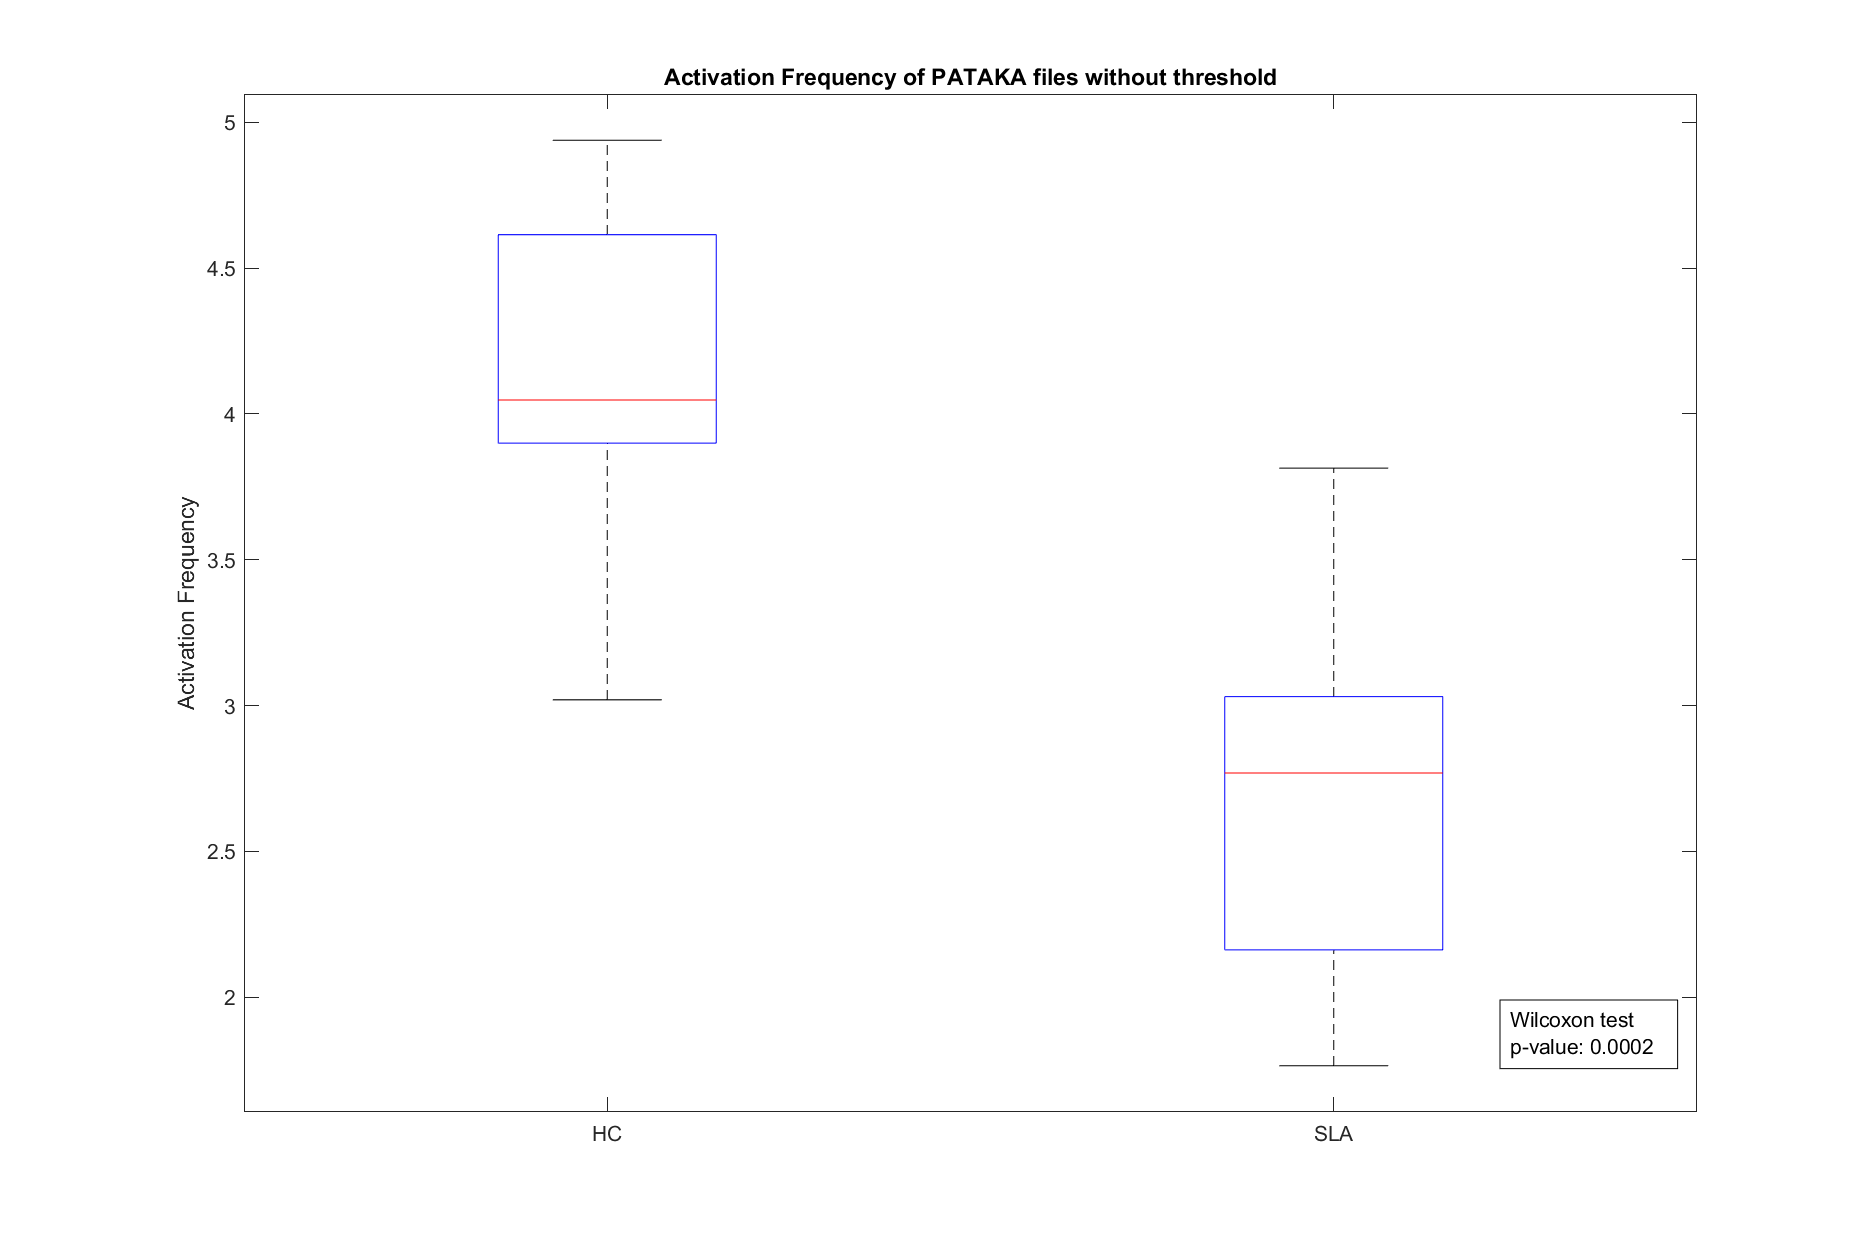 Activation Frequency of PATAKA files without threshold
Activation Frequency
5
4.5
4
3.5
3
2.5
2
HC
SLA
Wilcoxon test
p-value: 0.0002